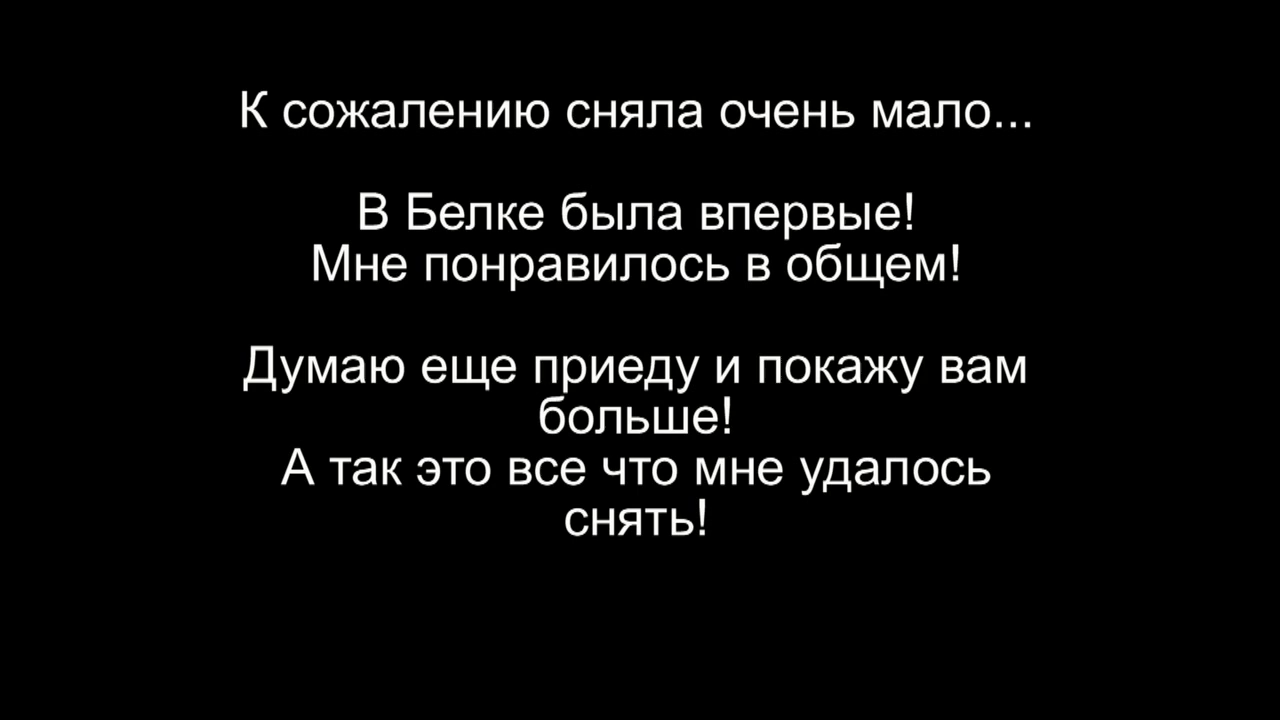 К сожалению сняла очень мало...
В Белке была впервые!
Мне понравилось в общем!
Думаю еще приеду и покажу вам
больше!
А так это все что мне удалось
снять!